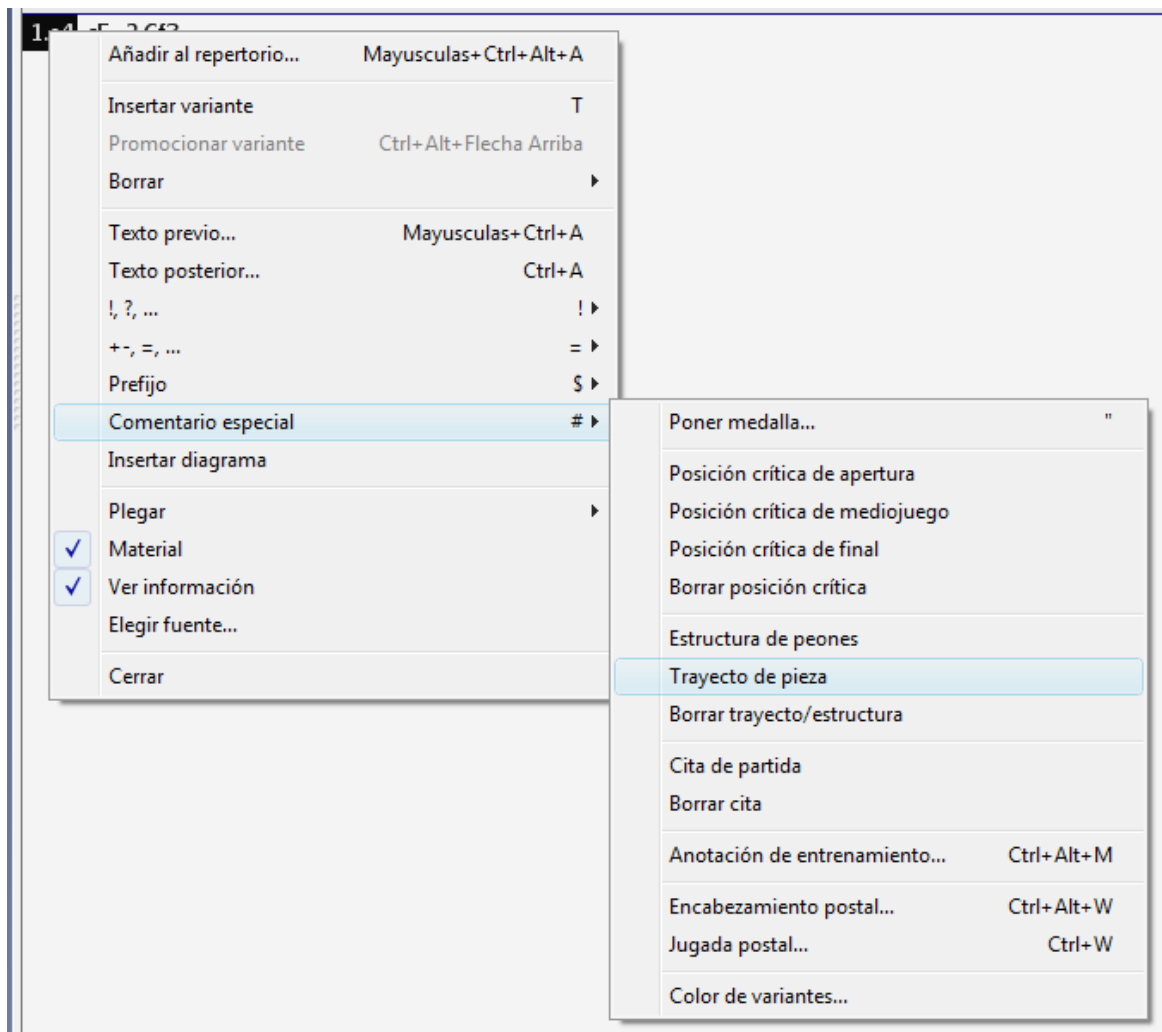 Añadir al repertorio... Mayusculas+Ctrl+Alt+A
Insertar variante T
Promocionar variante Ctrl+Alt+Flecha Arriba
Borrar
Texto previo... Mayusculas+Ctrl+A
Texto posterior... Ctrl+A
!, ?, ... !
+-, =, ... =
Prefijo $
Comentario especial #
Insertar diagrama
Plegar
Material
Ver información
Elegir fuente...
Cerrar
Poner medalla... "
Posición crítica de apertura
Posición crítica de mediojuego
Posición crítica de final
Borrar posición crítica
Estructura de peones
Trayecto de pieza
Borrar trayecto/estructura
Cita de partida
Borrar cita
Anotación de entrenamiento... Ctrl+Alt+M
Encabezamiento postal... Ctrl+Alt+W
Jugada postal... Ctrl+W
Color de variantes...